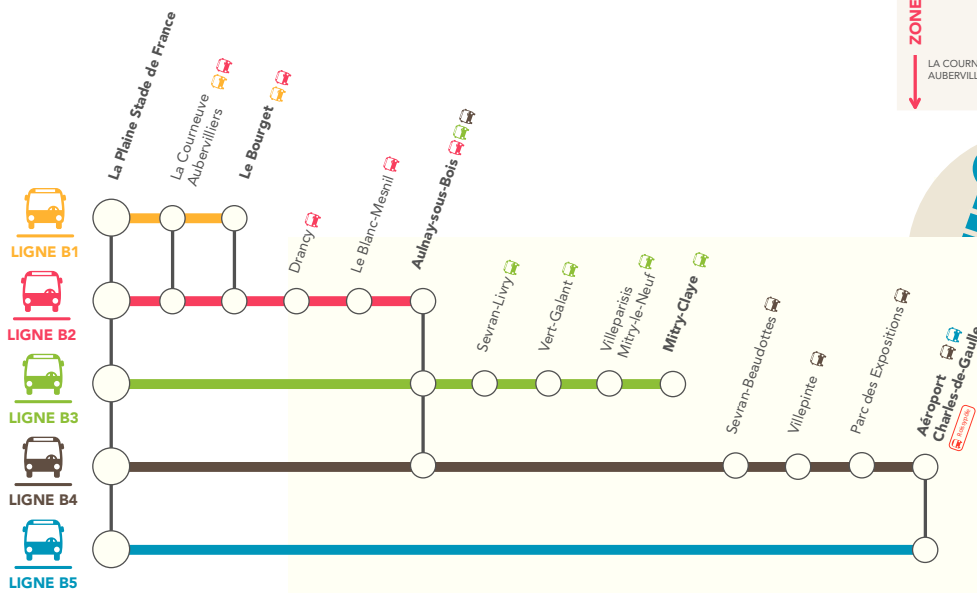 ZONE
LA COURN
AUBERVILL
La Plaine Stade de France
La Courneuve
Aubervilliers
Le Bourget
Drancy
Le Blanc-Mesnil
Aulnay-sous-Bois
Sevran-Livry
Vert-Galant
Villeparisis
Mitry-le-Neuf
Mitry-Claye
Sevran-Beaudottes
Villepinte
Parc des Expositions
Aéroport
Charles-de-Gaulle
LIGNE B1
LIGNE B2
LIGNE B3
LIGNE B4
LIGNE B5